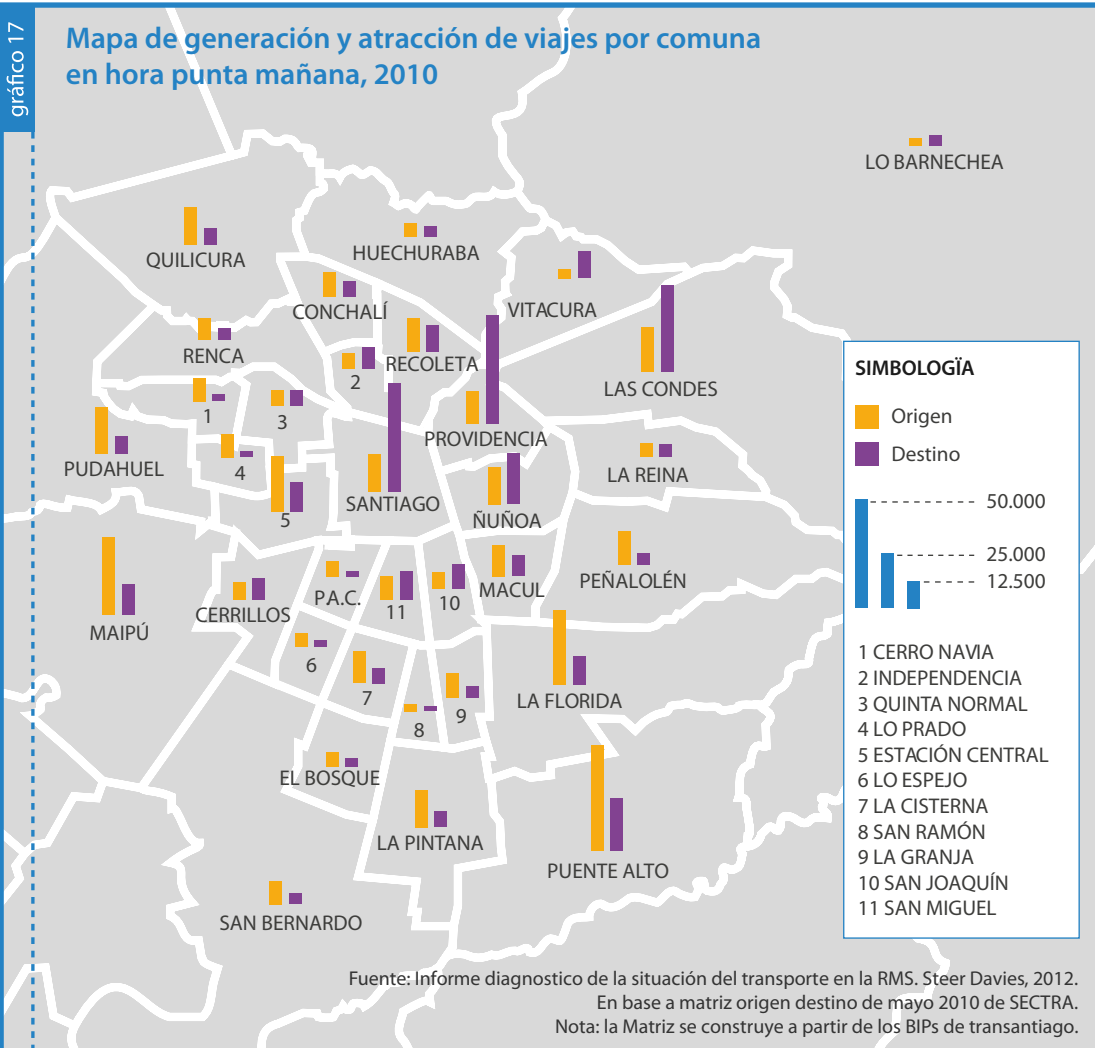 gráfico 17
Mapa de generación y atracción de viajes por comuna
en hora punta mañana, 2010
LO BARNECHEA
QUILICURA
HUECHURABA
VITACURA
CONCHALÍ
RENCA
RECOLETA
2
LAS CONDES
1
3
PROVIDENCIA
PUDAHUEL
4
LA REINA
SANTIAGO
5
ÑUÑOA
PEÑALOLÉN
MACUL
P.A.C.
10
11
CERRILLOS
MAIPÚ
6
7
LA FLORIDA
9
8
EL BOSQUE
LA PINTANA
PUENTE ALTO
SAN BERNARDO
SIMBOLOGÏA
Origen
Destino
50.000
25.000
12.500
1 CERRO NAVIA
2 INDEPENDENCIA
3 QUINTA NORMAL
4 LO PRADO
5 ESTACIÓN CENTRAL
6 LO ESPEJO
7 LA CISTERNA
8 SAN RAMÓN
9 LA GRANJA
10 SAN JOAQUÍN
11 SAN MIGUEL
Fuente: Informe diagnostico de la situación del transporte en la RMS. Steer Davies, 2012.
En base a matriz origen destino de mayo 2010 de SECTRA.
Nota: la Matriz se construye a partir de los BIPs de transantiago.